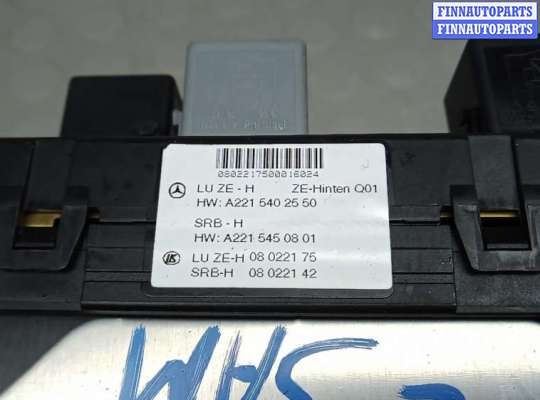 FINNAUTOPARTS
FINNAUTOPARTS
0802217500016024
LU ZE - H ZE-Hinten Q01
HW: A221 540 25 50
SRB - H
HW: A221 545 08 01
LU ZE-H 08 0221 75
SRB-H 08 0221 42